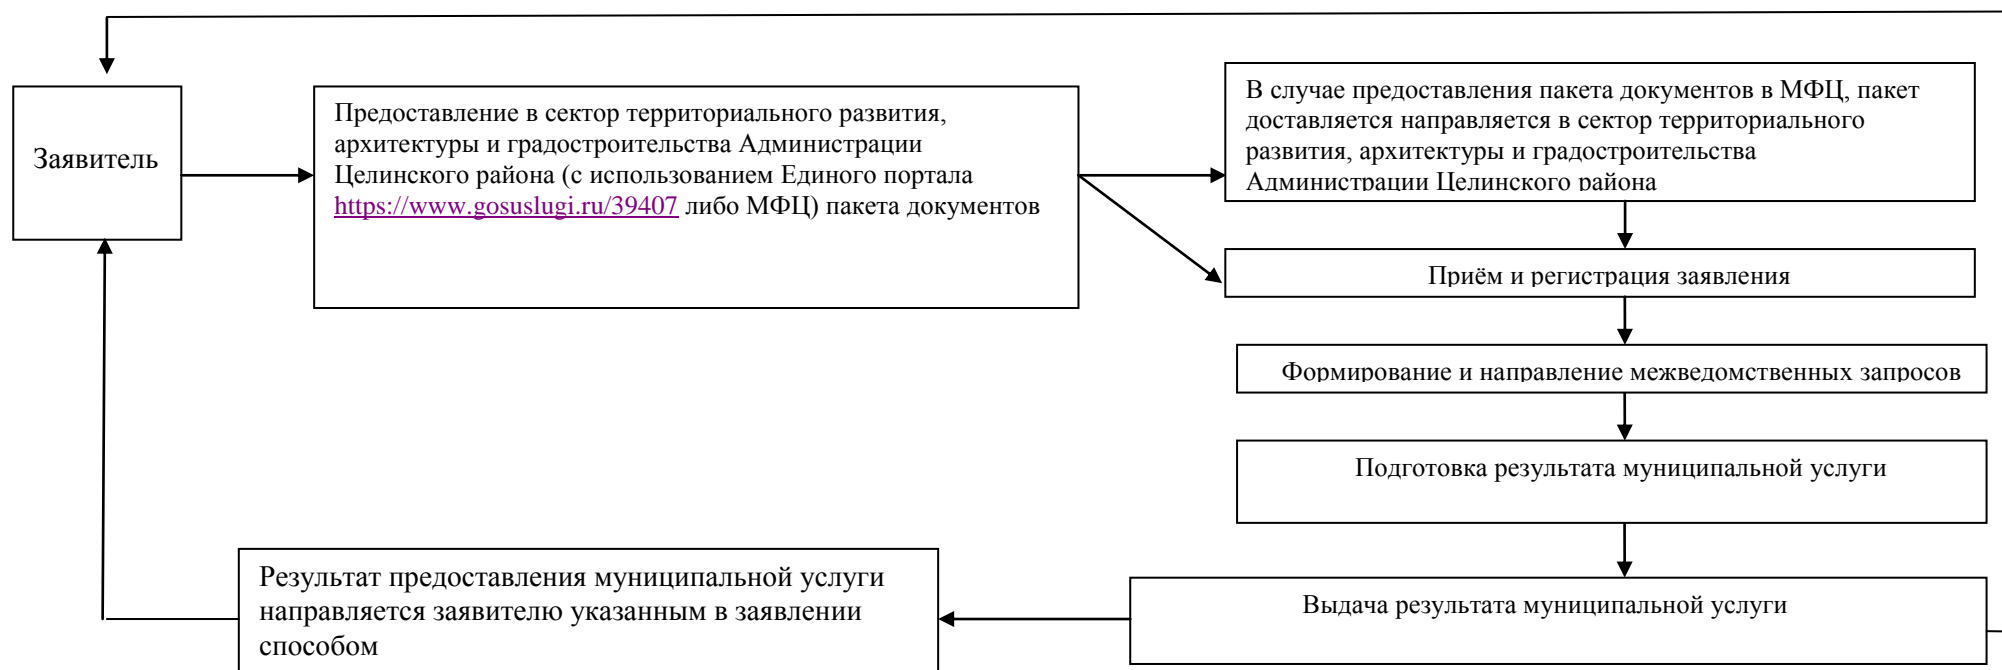 Заявитель
Предоставление в сектор территориального развития,
архитектуры и градостроительства Администрации
Целинского района (с использованием Единого портала
https://www.gosuslugi.ru/39407 либо МФЦ) пакета документов
В случае предоставления пакета документов в МФЦ, пакет
доставляется направляется в сектор территориального
развития, архитектуры и градостроительства
Администрации Целинского района
Приём и регистрация заявления
Формирование и направление межведомственных запросов
Подготовка результата муниципальной услуги
Выдача результата муниципальной услуги
Результат предоставления муниципальной услуги
направляется заявителю указанным в заявлении
способом